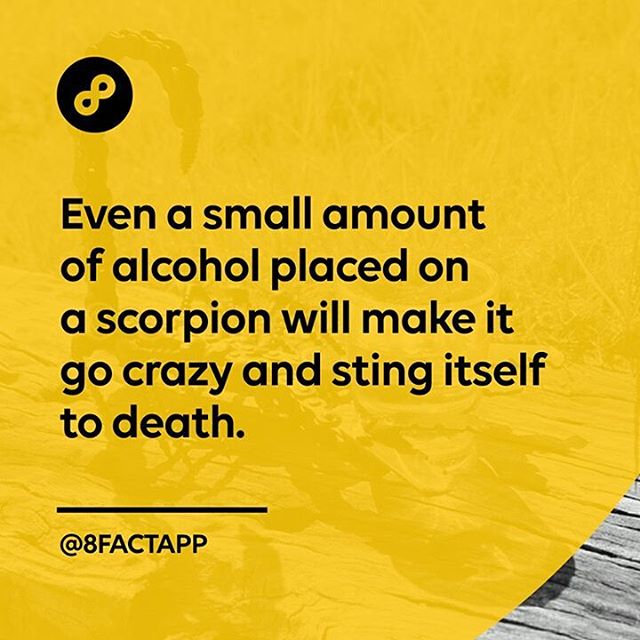 Even a small amount
of alcohol placed on
a scorpion will make it
go crazy and sting itself
to death.
@8FACTAPP